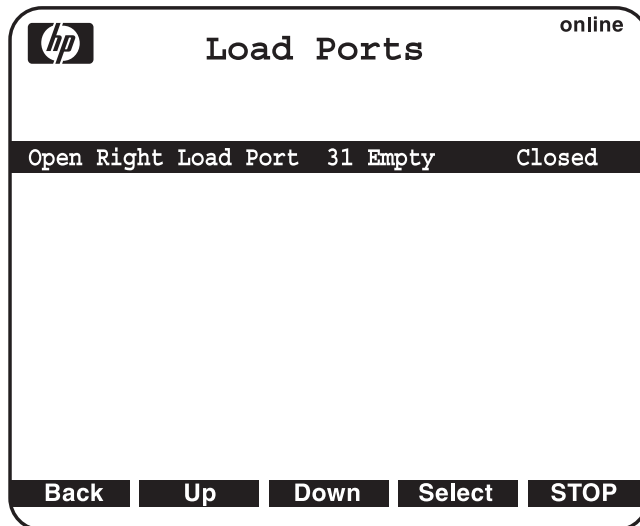 hp
online
Load Ports
Open Right Load Port 31 Empty Closed
Back Up Down Select STOP